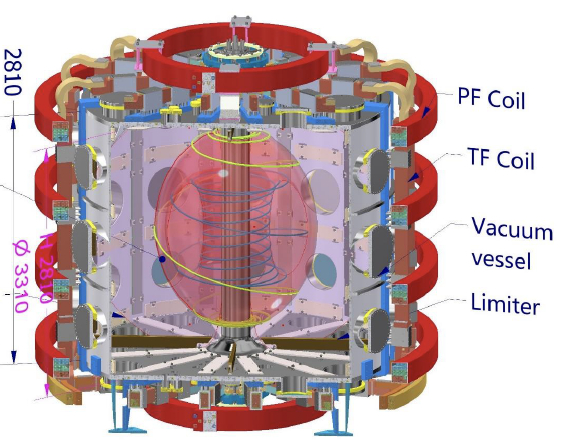 2810
PF Coil
TF Coil
Vacuum
vessel
Limiter
H 2810
Ø 3310